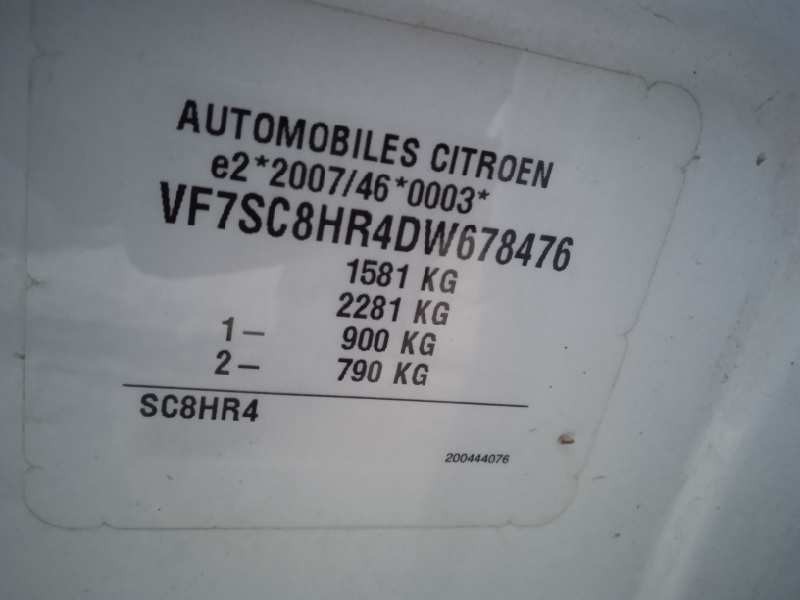 AUTOMOBILES CITROEN
e2*2007/46*0003*
VF7SC8HR4DW678476
1581 KG
2281 KG
1- 900 KG
2- 790 KG
SC8HR4
200444076